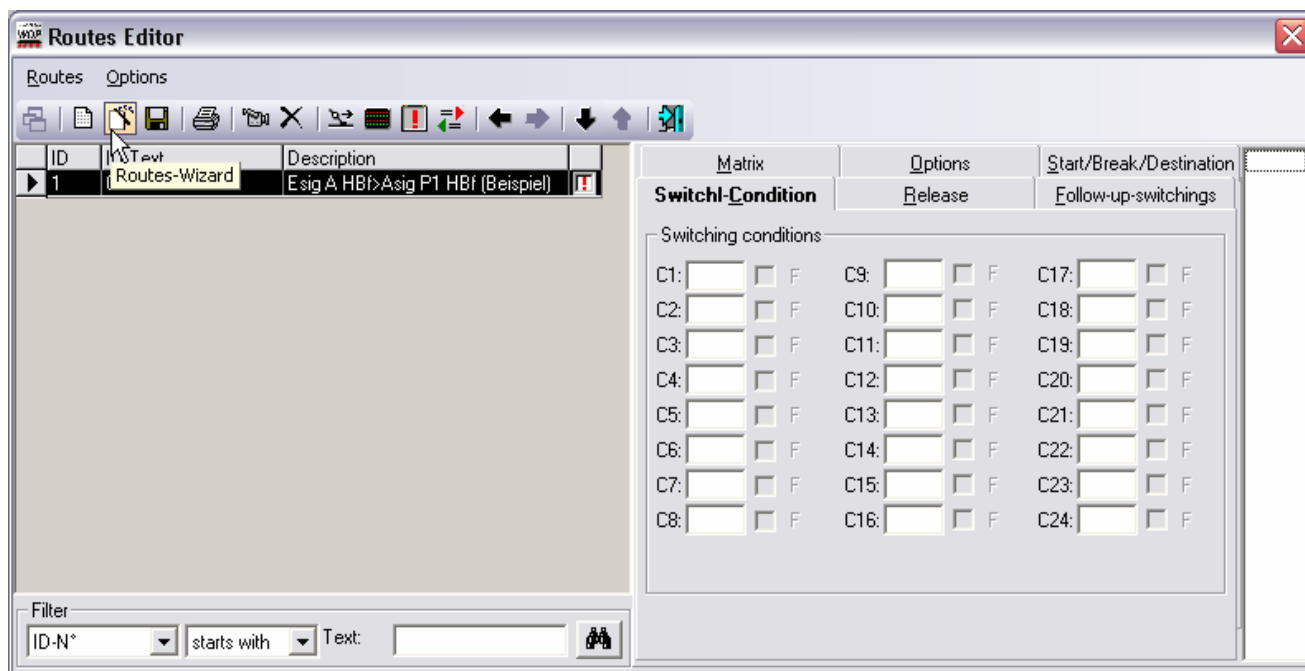 Routes Editor
Routes Options
ID Description
Routes-Wizard
1 Esig A HBf>Asig P1 HBf (Beispiel)
Matrix Options Start/Break/Destination
Switchl-Condition Release Follow-up-switchings
Switching conditions
C1: F C9: F C17: F
C2: F C10: F C18: F
C3: F C11: F C19: F
C4: F C12: F C20: F
C5: F C13: F C21: F
C6: F C14: F C22: F
C7: F C15: F C23: F
C8: F C16: F C24: F
Filter
ID-N° starts with Text: